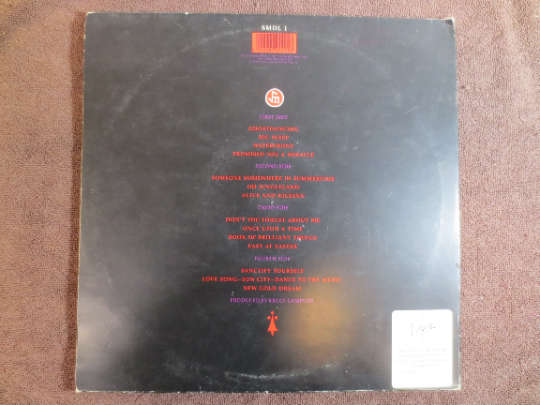 SMDL 1
FIRST SIDE
GHOSTDANCING
BIG SLEEP
WATERFRONT
PROMISED YOU A MIRACLE
SECOND SIDE
SOMEONE SOMEWHERE IN SUMMERTIME
OH JUNGLELAND
ALIVE AND KICKING
THIRD SIDE
DON'T YOU FORGET ABOUT ME
ONCE UPON A TIME
BOOK OF BRILLIANT THINGS
EAST AT EASTER
FOURTH SIDE
SANCTIFY YOURSELF
LOVE SONG-SUN CITY-DANCE TO THE MUSIC
NEW GOLD DREAM
PRODUCED BY BRUCE LAMPCOV